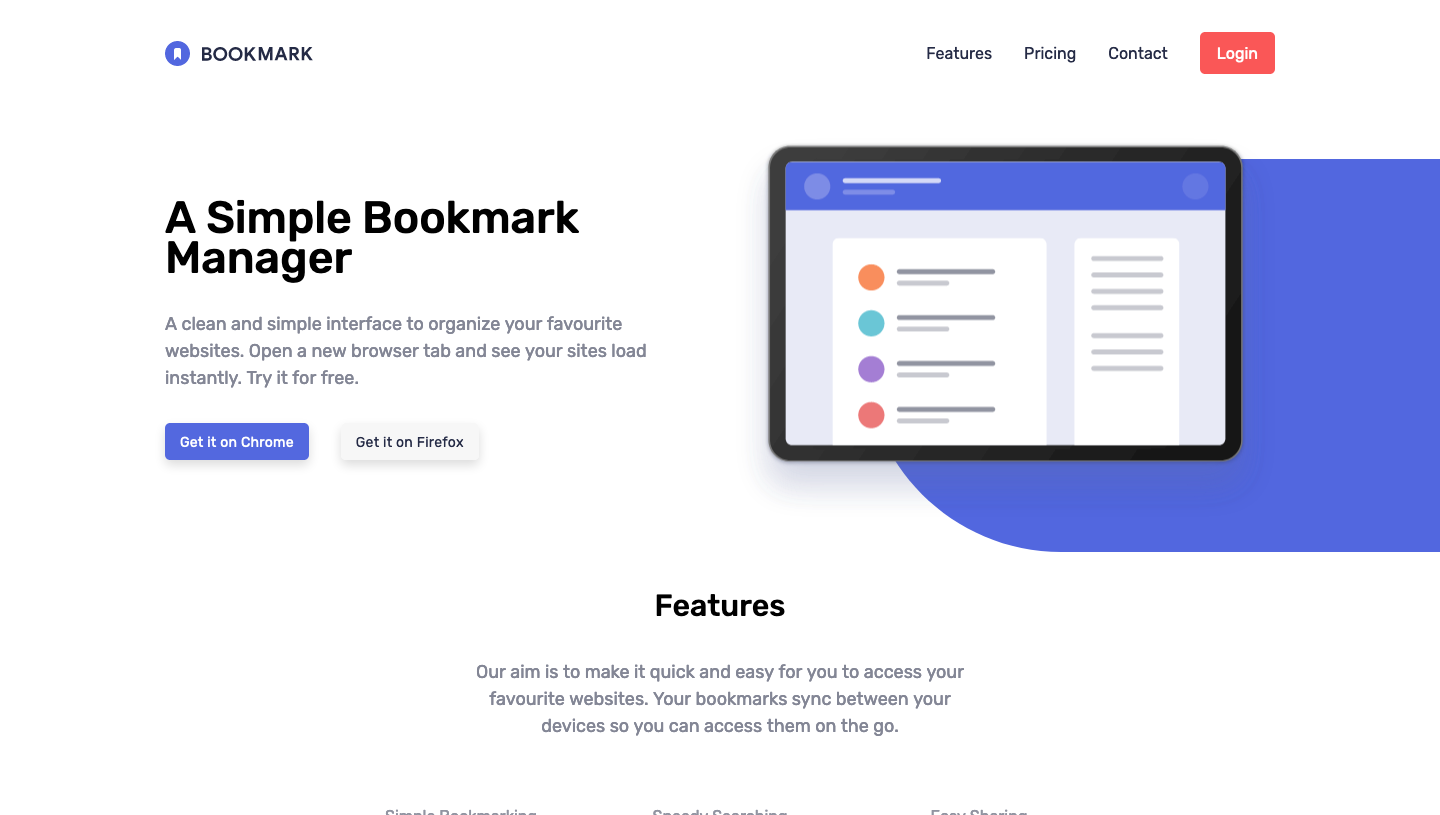 BOOKMARK
Features
Pricing
Contact
Login
A Simple Bookmark
Manager
A clean and simple interface to organize your favourite
websites. Open a new browser tab and see your sites load
instantly. Try it for free.
Get it on Chrome
Get it on Firefox
Features
Our aim is to make it quick and easy for you to access your
favourite websites. Your bookmarks sync between your
devices so you can access them on the go.
Simple Bookmarking
Speedy Searching
Easy Sharing